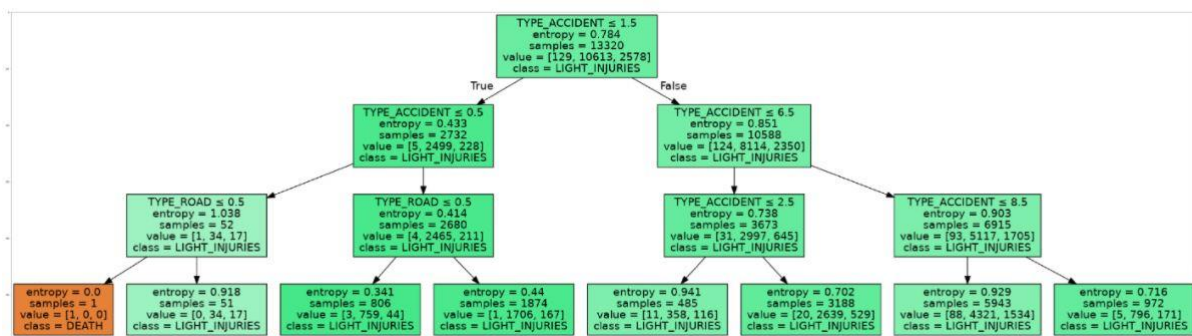 TYPE_ACCIDENT ≤ 1.5
entropy = 0.784
samples = 13320
value = [129, 10613, 2578]
class = LIGHT_INJURIES
True
False
TYPE_ACCIDENT ≤ 0.5
entropy = 0.433
samples = 2732
value = [5, 2499, 228]
class = LIGHT_INJURIES
TYPE_ACCIDENT ≤ 6.5
entropy = 0.851
samples = 10588
value = [124, 8114, 2350]
class = LIGHT_INJURIES
TYPE_ROAD ≤ 0.5
entropy = 1.038
samples = 52
value = [1, 34, 17]
class = LIGHT_INJURIES
TYPE_ROAD ≤ 0.5
entropy = 0.414
samples = 2680
value = [4, 2465, 211]
class = LIGHT_INJURIES
TYPE_ACCIDENT ≤ 2.5
entropy = 0.738
samples = 3673
value = [31, 2997, 645]
class = LIGHT_INJURIES
TYPE_ACCIDENT ≤ 8.5
entropy = 0.903
samples = 6915
value = [93, 5117, 1705]
class = LIGHT_INJURIES
entropy = 0.0
samples = 1
value = [1, 0, 0]
class = DEATH
entropy = 0.918
samples = 51
value = [0, 34, 17]
class = LIGHT_INJURIES
entropy = 0.341
samples = 806
value = [3, 759, 44]
class = LIGHT_INJURIES
entropy = 0.44
samples = 1874
value = [1, 1706, 167]
class = LIGHT_INJURIES
entropy = 0.941
samples = 485
value = [11, 358, 116]
class = LIGHT_INJURIES
entropy = 0.702
samples = 3188
value = [20, 2639, 529]
class = LIGHT_INJURIES
entropy = 0.929
samples = 5943
value = [88, 4321, 1534]
class = LIGHT_INJURIES
entropy = 0.716
samples = 972
value = [5, 796, 171]
class = LIGHT_INJURIES